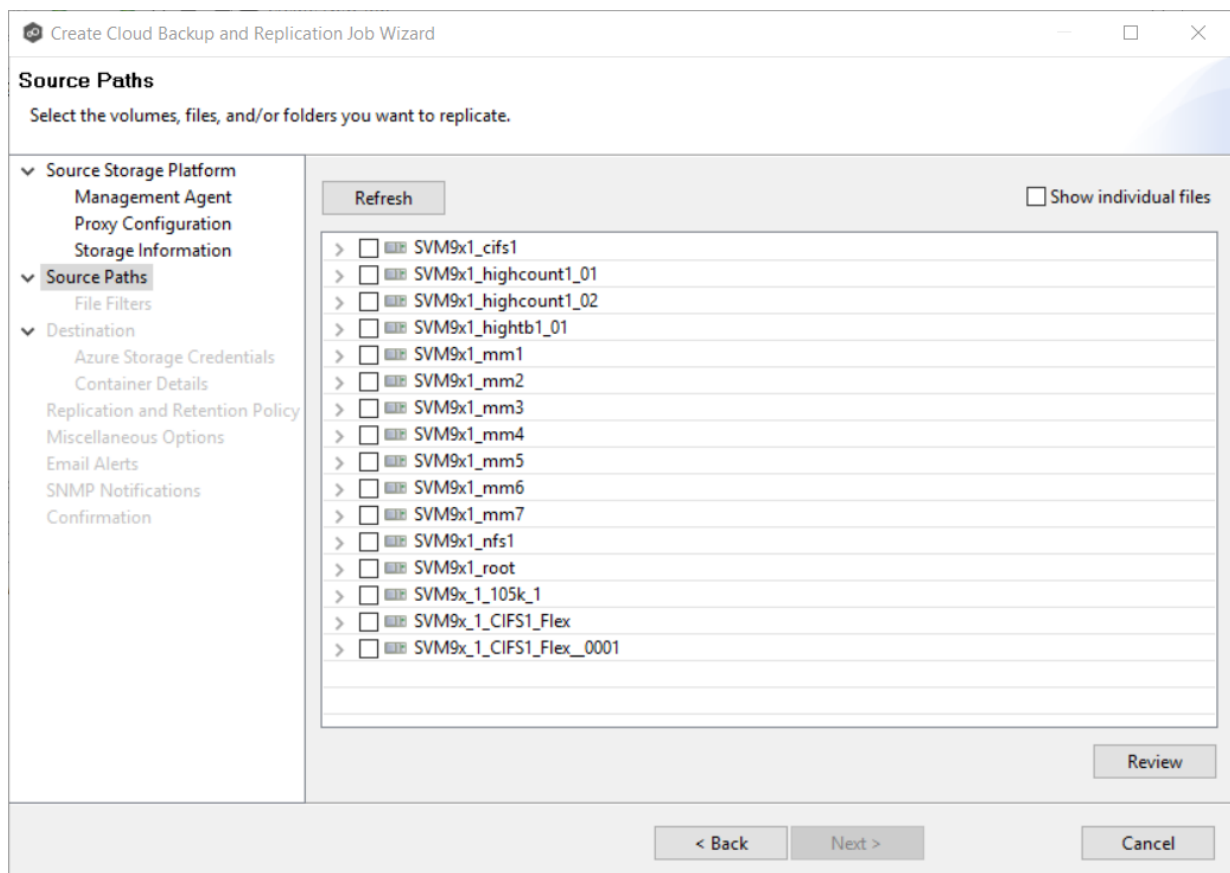 Create Cloud Backup and Replication Job Wizard
Source Paths
Select the volumes, files, and/or folders you want to replicate.
Source Storage Platform
Management Agent
Proxy Configuration
Storage Information
Source Paths
File Filters
Destination
Azure Storage Credentials
Container Details
Replication and Retention Policy
Miscellaneous Options
Email Alerts
SNMP Notifications
Confirmation
Refresh
Show individual files
SVM9x1_cifs1
SVM9x1_highcount1_01
SVM9x1_highcount1_02
SVM9x1_hightb1_01
SVM9x1_mm1
SVM9x1_mm2
SVM9x1_mm3
SVM9x1_mm4
SVM9x1_mm5
SVM9x1_mm6
SVM9x1_mm7
SVM9x1_nfs1
SVM9x1_root
SVM9x_1_105k_1
SVM9x_1_CIFS1_Flex
SVM9x_1_CIFS1_Flex__0001
Review
< Back
Next >
Cancel